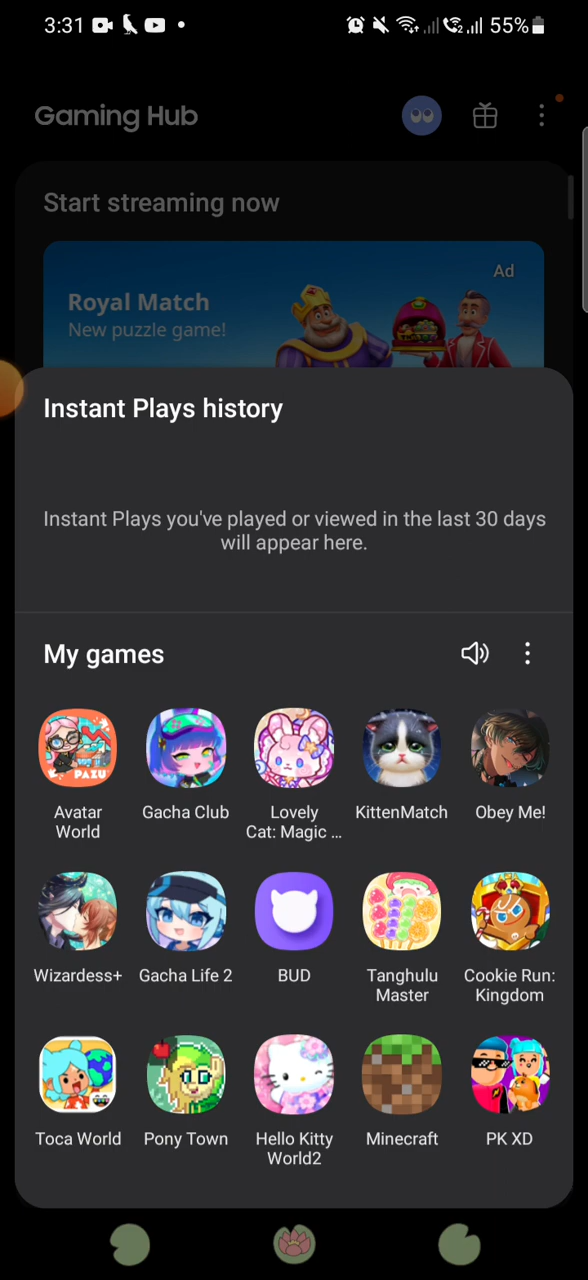 3:31
55%
Gaming Hub
Start streaming now
Ad
Royal Match
New puzzle game!
Instant Plays history
Instant Plays you've played or viewed in the last 30 days
will appear here.
My games
PAZU
Avatar
World
Gacha Club
Lovely
Cat: Magic ...
KittenMatch
Obey Me!
Wizardess+
Gacha Life 2
BUD
Tanghulu
Master
Cookie Run:
Kingdom
Toca World
Pony Town
Hello Kitty
World2
Minecraft
PK XD